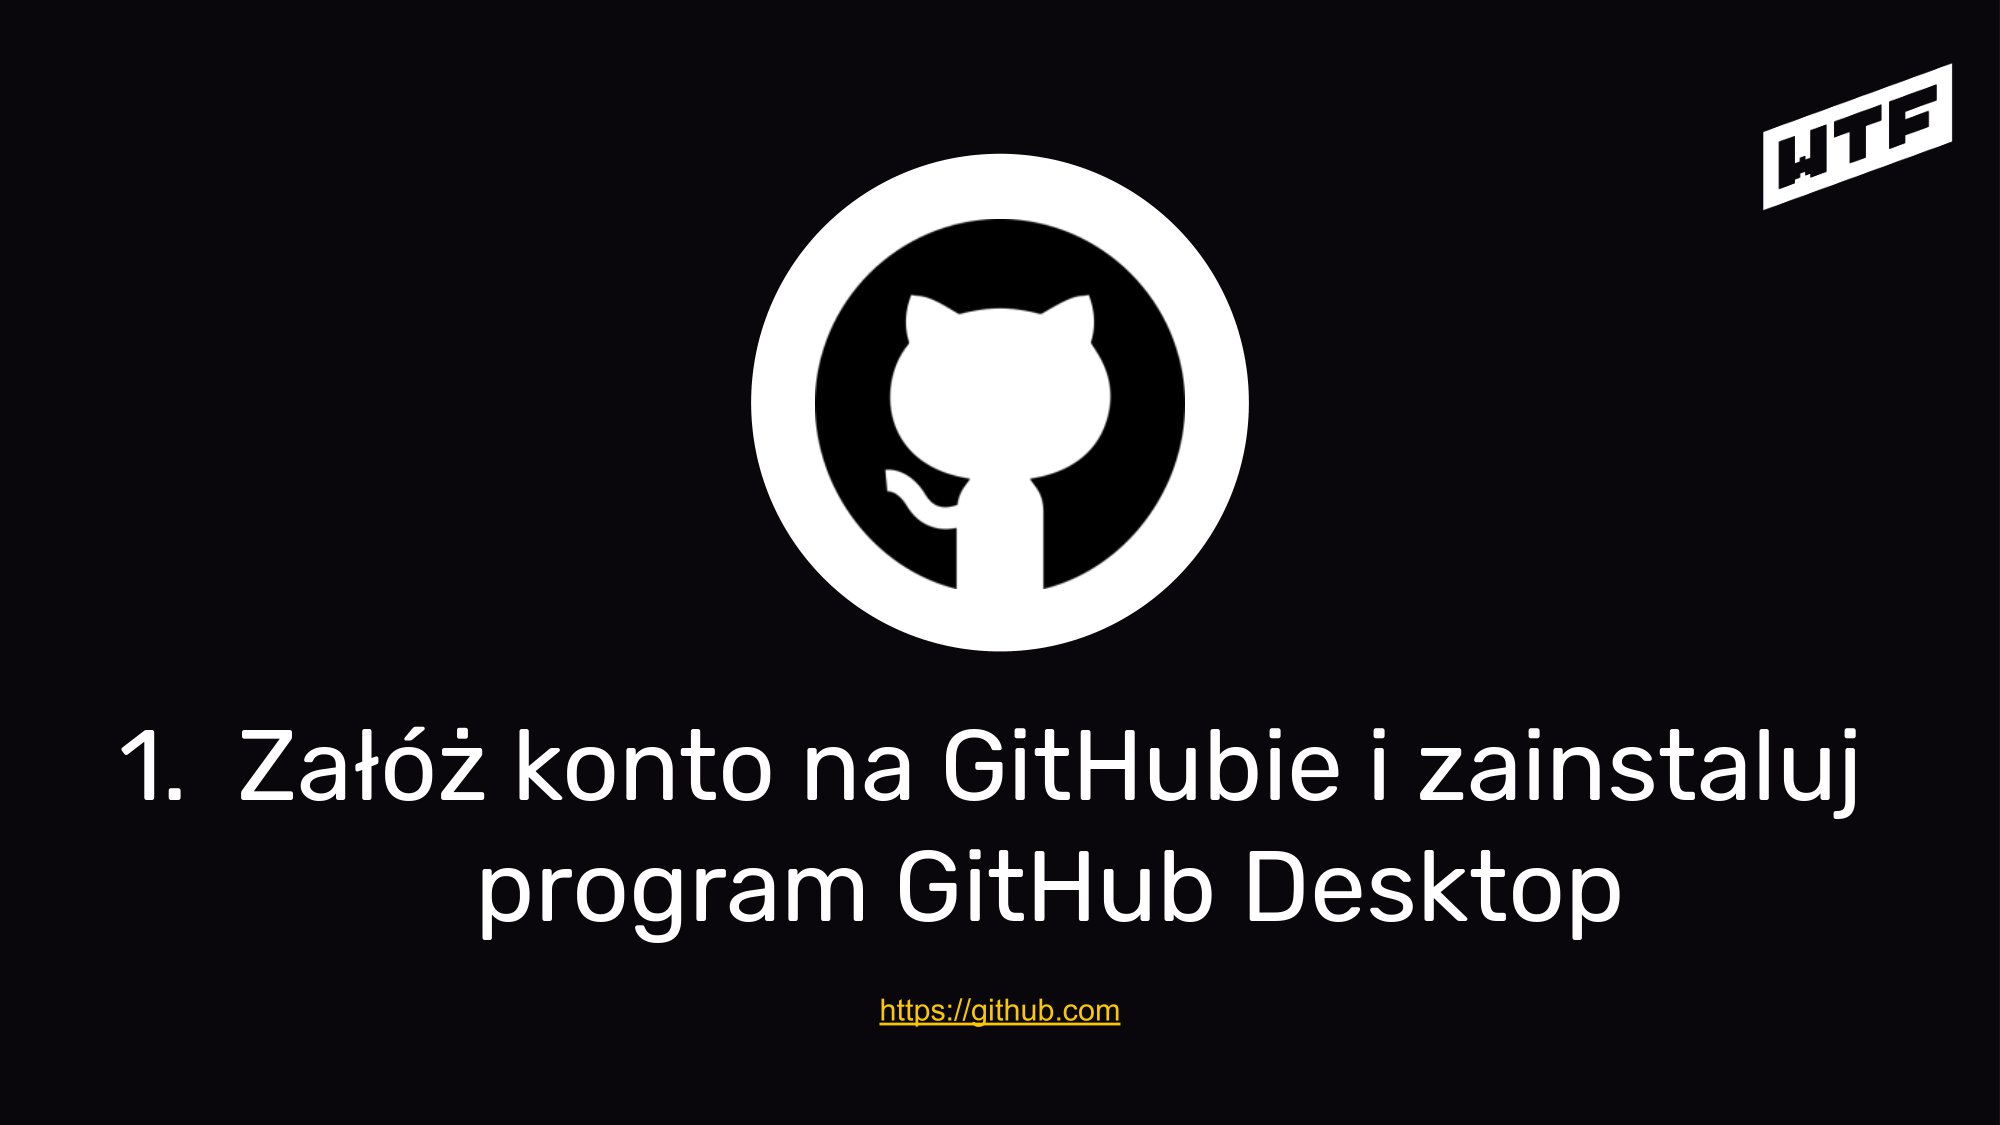 WTF
1. Załóż konto na GitHubie i zainstaluj
program GitHub Desktop
https://github.com